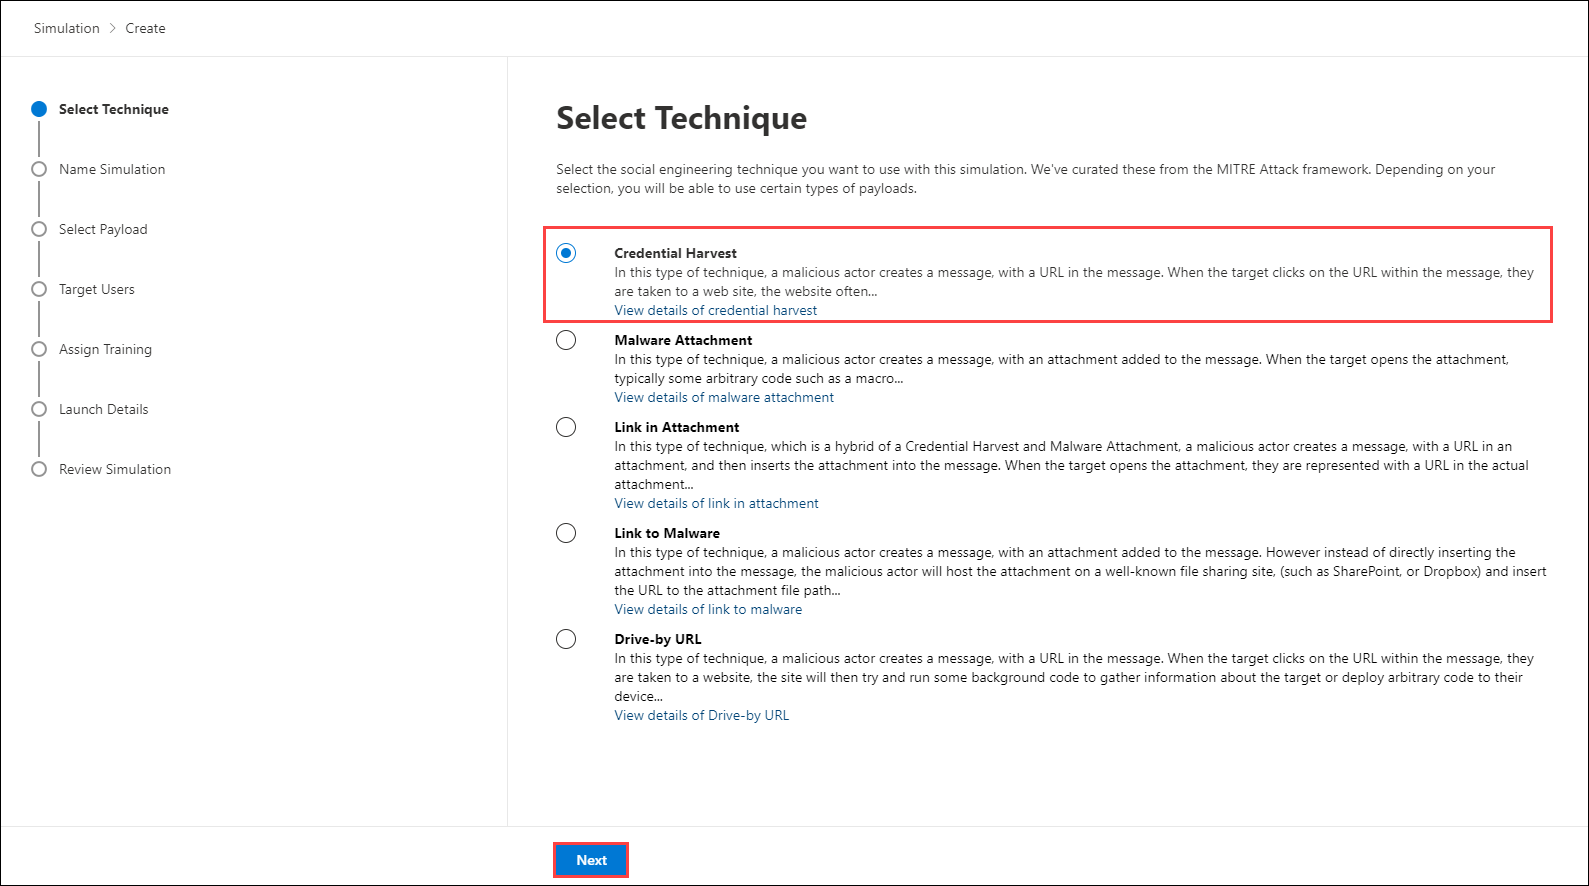 Simulation > Create
Select Technique
Name Simulation
Select Payload
Target Users
Assign Training
Launch Details
Review Simulation
Select Technique
Select the social engineering technique you want to use with this simulation. We've curated these from the MITRE Attack framework. Depending on your
selection, you will be able to use certain types of payloads.
Credential Harvest
In this type of technique, a malicious actor creates a message, with a URL in the message. When the target clicks on the URL within the message, they
are taken to a web site, the website often...
View details of credential harvest
Malware Attachment
In this type of technique, a malicious actor creates a message, with an attachment added to the message. When the target opens the attachment,
typically some arbitrary code such as a macro...
View details of malware attachment
Link in Attachment
In this type of technique, which is a hybrid of a Credential Harvest and Malware Attachment, a malicious actor creates a message, with a URL in an
attachment, and then inserts the attachment into the message. When the target opens the attachment, they are represented with a URL in the actual
attachment...
View details of link in attachment
Link to Malware
In this type of technique, a malicious actor creates a message, with an attachment added to the message. However instead of directly inserting the
attachment into the message, the malicious actor will host the attachment on a well-known file sharing site, (such as SharePoint, or Dropbox) and insert
the URL to the attachment file path...
View details of link to malware
Drive-by URL
In this type of technique, a malicious actor creates a message, with a URL in the message. When the target clicks on the URL within the message, they
are taken to a website, the site will then try and run some background code to gather information about the target or deploy arbitrary code to their
device...
View details of Drive-by URL
Next